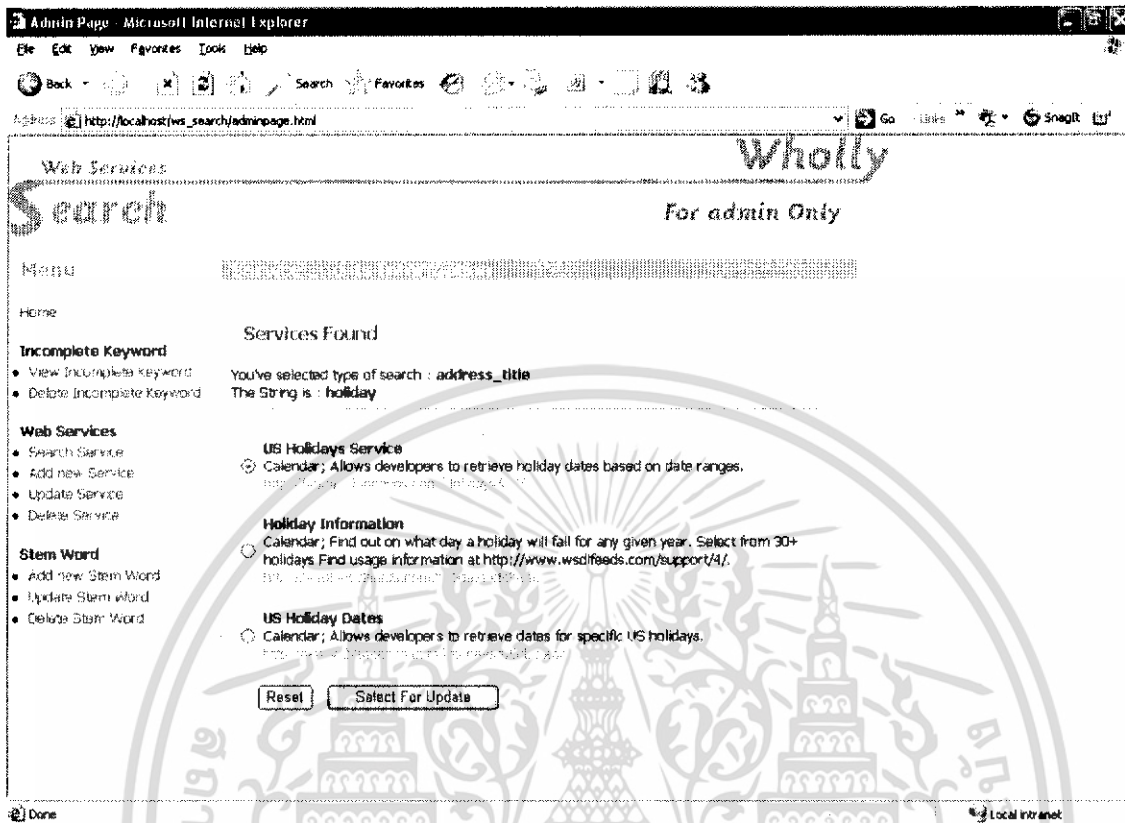 Admin Page - Microsoft Internet Explorer
File Edit View Favorites Tools Help
Back Search Favorites
Address http://localhost/ws_search/adminpage.html Go Links » SnagIt
Web Services
Wholly
Search
For admin Only
Menu
Home
Services Found
Incomplete Keyword
• View Incomplete Keyword
• Delete Incomplete Keyword
You've selected type of search : address_title
The String is : holiday
Web Services
• Search Service
• Add new Service
• Update Service
• Delete Service
US Holidays Service
Calendar; Allows developers to retrieve holiday dates based on date ranges.
Holiday Information
Calendar; Find out on what day a holiday will fall for any given year. Select from 30+
holidays Find usage information at http://www.wsdlfeeds.com/support/4/.
Stem Word
• Add new Stem Word
• Update Stem Word
• Delete Stem Word
US Holiday Dates
Calendar; Allows developers to retrieve dates for specific US holidays.
Reset Select For Update
Done Local intranet